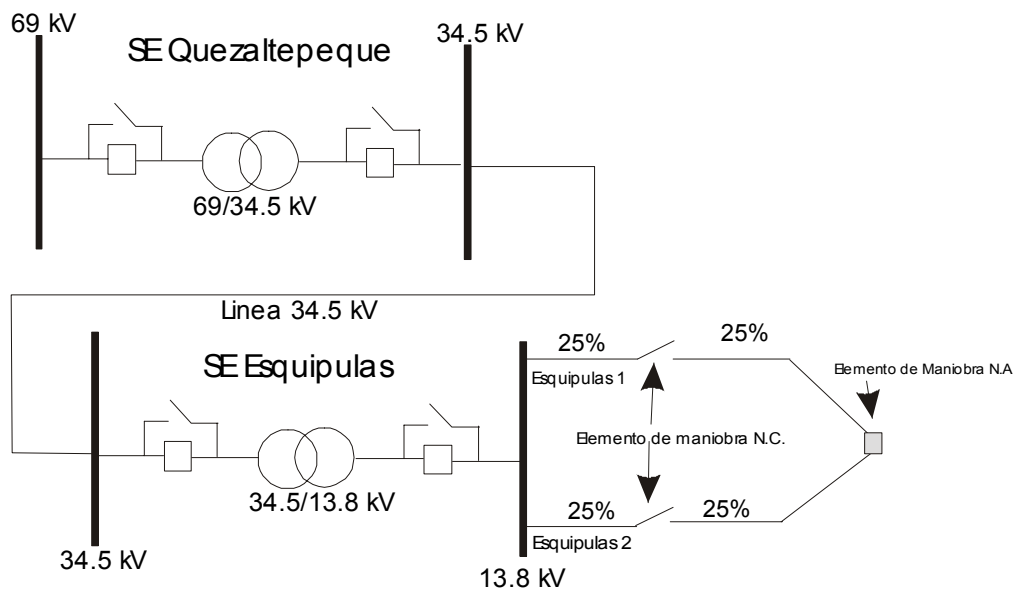 69 kV
SE Quezaltepeque
34.5 kV
69/34.5 kV
Linea 34.5 kV
SE Esquipulas
25%
25%
Esquipulas 1
Elemento de Maniobra N.A
Elemento de maniobra N.C.
34.5/13.8 kV
25%
25%
Esquipulas 2
34.5 kV
13.8 kV